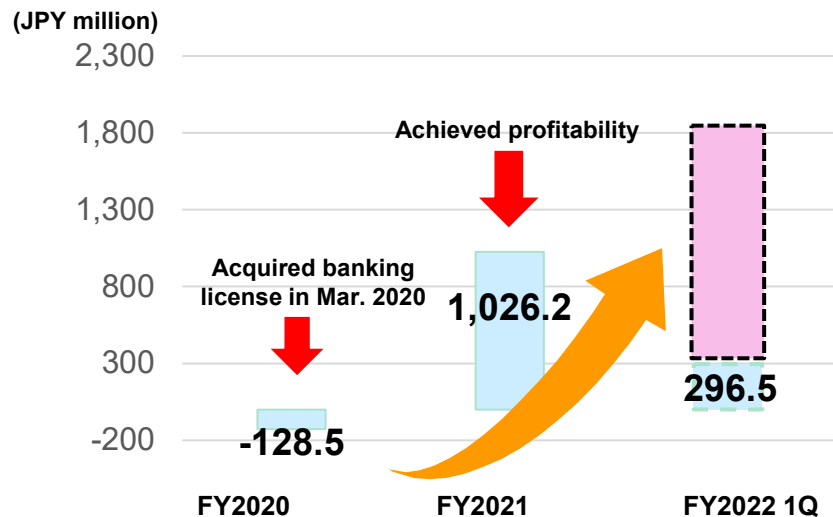 (JPY million)
2,300
1,800
1,300
800
300
-200
Achieved profitability
Acquired banking
license in Mar. 2020
-128.5
1,026.2
296.5
FY2020
FY2021
FY2022 1Q